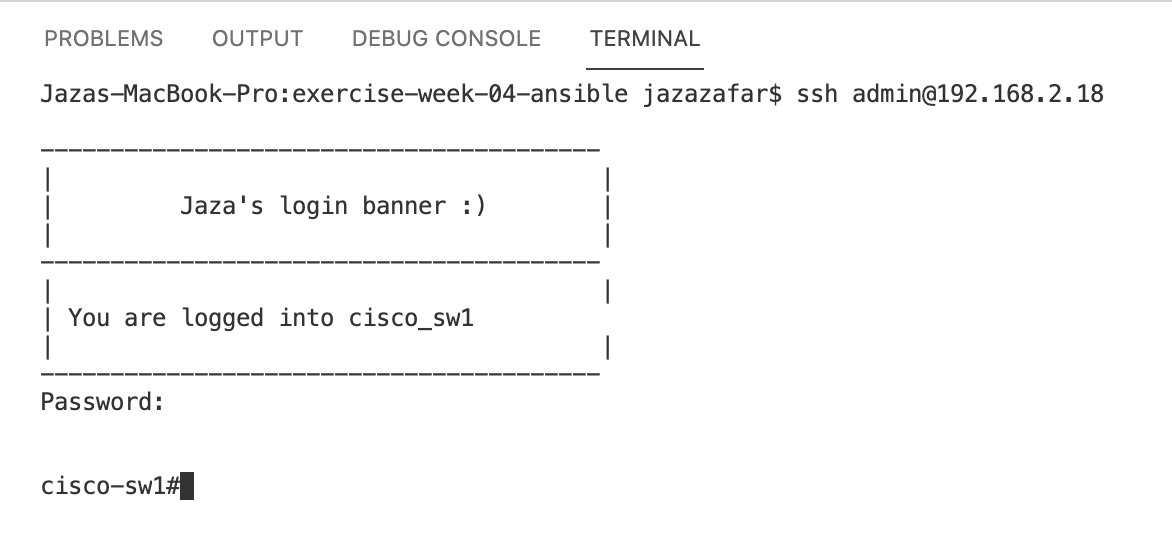 PROBLEMS OUTPUT DEBUG CONSOLE TERMINAL
Jazas-MacBook-Pro:exercise-week-04-ansible jazazafar$ ssh admin@192.168.2.18
----------------------------------------
|                                       |
|         Jaza's login banner :)        |
|                                       |
----------------------------------------
|                                       |
| You are logged into cisco_sw1
|                                       |
----------------------------------------
Password:
cisco-sw1#